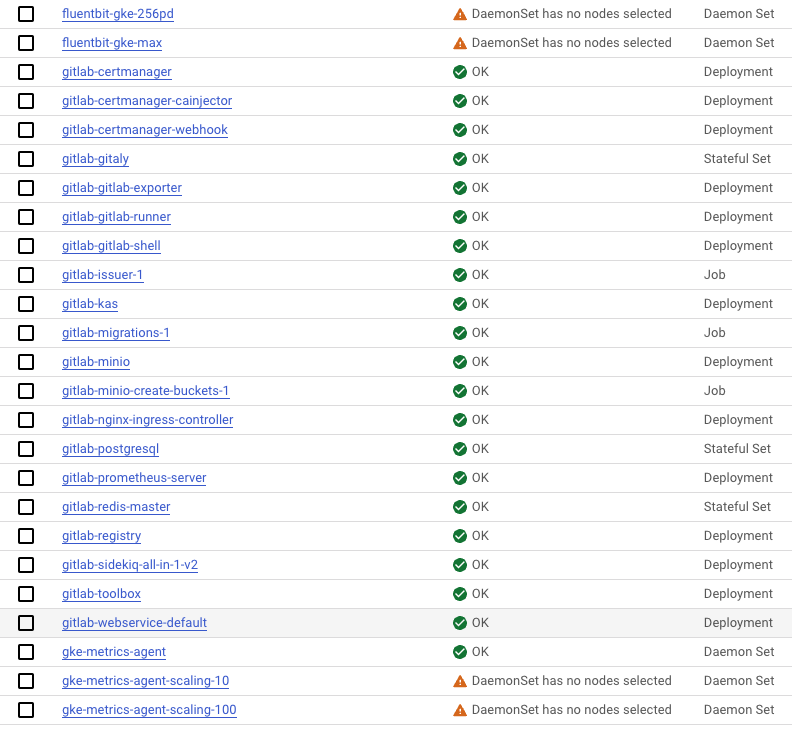 fluentbit-gke-256pd DaemonSet has no nodes selected Daemon Set
fluentbit-gke-max DaemonSet has no nodes selected Daemon Set
gitlab-certmanager OK Deployment
gitlab-certmanager-cainjector OK Deployment
gitlab-certmanager-webhook OK Deployment
gitlab-gitaly OK Stateful Set
gitlab-gitlab-exporter OK Deployment
gitlab-gitlab-runner OK Deployment
gitlab-gitlab-shell OK Deployment
gitlab-issuer-1 OK Job
gitlab-kas OK Deployment
gitlab-migrations-1 OK Job
gitlab-minio OK Deployment
gitlab-minio-create-buckets-1 OK Job
gitlab-nginx-ingress-controller OK Deployment
gitlab-postgresql OK Stateful Set
gitlab-prometheus-server OK Deployment
gitlab-redis-master OK Stateful Set
gitlab-registry OK Deployment
gitlab-sidekiq-all-in-1-v2 OK Deployment
gitlab-toolbox OK Deployment
gitlab-webservice-default OK Deployment
gke-metrics-agent OK Daemon Set
gke-metrics-agent-scaling-10 DaemonSet has no nodes selected Daemon Set
gke-metrics-agent-scaling-100 DaemonSet has no nodes selected Daemon Set